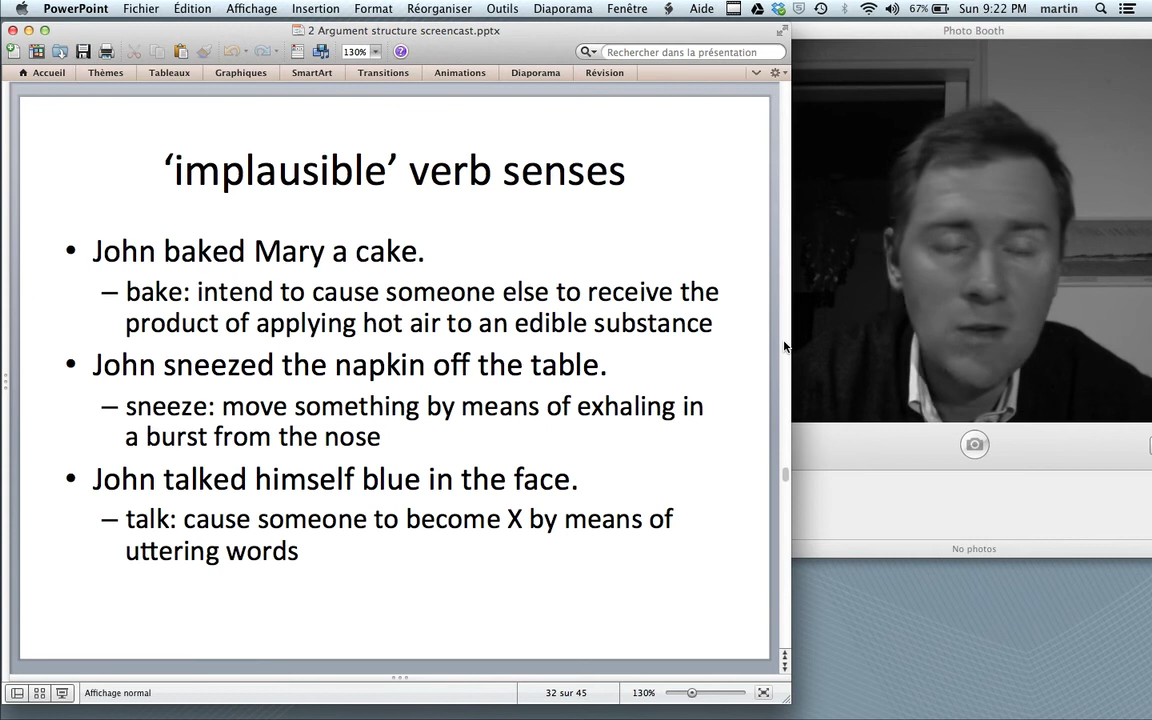 PowerPoint Fichier Édition Affichage Insertion Format Réorganiser Outils Diaporama Fenêtre Aide 67% Sun 9:22 PM martin
2 Argument structure screencast.pptx
Photo Booth
130% Rechercher dans la présentation
Accueil Thèmes Tableaux Graphiques SmartArt Transitions Animations Diaporama Révision
‘implausible’ verb senses
• John baked Mary a cake.
– bake: intend to cause someone else to receive the
product of applying hot air to an edible substance
• John sneezed the napkin off the table.
– sneeze: move something by means of exhaling in
a burst from the nose
• John talked himself blue in the face.
– talk: cause someone to become X by means of
uttering words
No photos
Affichage normal 32 sur 45 130%